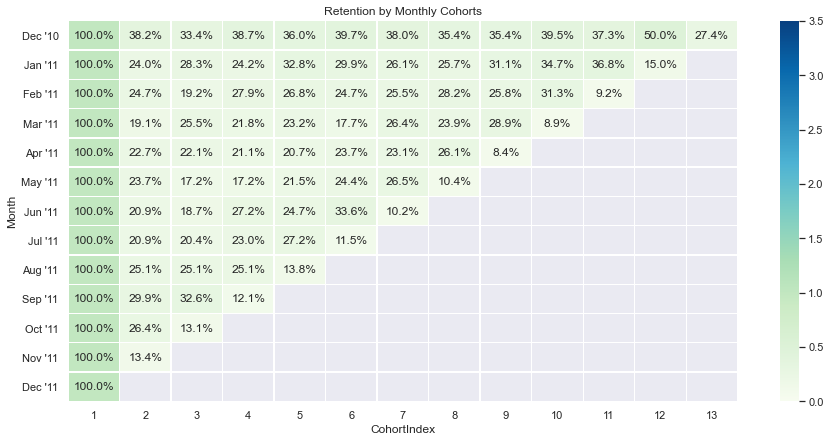 Retention by Monthly Cohorts
Dec '10 100.0% 38.2% 33.4% 38.7% 36.0% 39.7% 38.0% 35.4% 35.4% 39.5% 37.3% 50.0% 27.4%
Jan '11 100.0% 24.0% 28.3% 24.2% 32.8% 29.9% 26.1% 25.7% 31.1% 34.7% 36.8% 15.0%
Feb '11 100.0% 24.7% 19.2% 27.9% 26.8% 24.7% 25.5% 28.2% 25.8% 31.3% 9.2%
Mar '11 100.0% 19.1% 25.5% 21.8% 23.2% 17.7% 26.4% 23.9% 28.9% 8.9%
Apr '11 100.0% 22.7% 22.1% 21.1% 20.7% 23.7% 23.1% 26.1% 8.4%
May '11 100.0% 23.7% 17.2% 17.2% 21.5% 24.4% 26.5% 10.4%
Jun '11 100.0% 20.9% 18.7% 27.2% 24.7% 33.6% 10.2%
Jul '11 100.0% 20.9% 20.4% 23.0% 27.2% 11.5%
Aug '11 100.0% 25.1% 25.1% 25.1% 13.8%
Sep '11 100.0% 29.9% 32.6% 12.1%
Oct '11 100.0% 26.4% 13.1%
Nov '11 100.0% 13.4%
Dec '11 100.0%
1 2 3 4 5 6 7 8 9 10 11 12 13
CohortIndex
Month
3.5
3.0
2.5
2.0
1.5
1.0
0.5
0.0